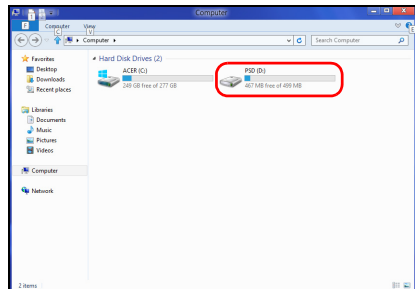 Computer
1
F
Computer
View
C
V
Computer
Search Computer
Favorites
Desktop
Downloads
Recent places
Libraries
Documents
Music
Pictures
Videos
Computer
Network
Hard Disk Drives (2)
ACER (C:)
249 GB free of 277 GB
PSD (D:)
467 MB free of 499 MB
2 items